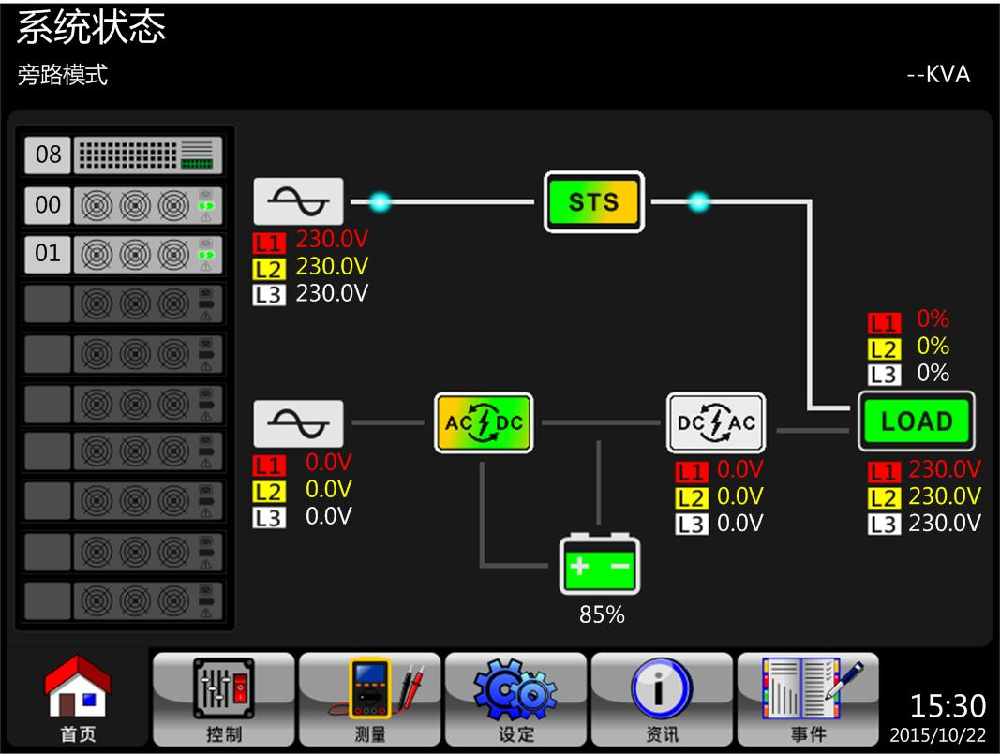 系统状态
旁路模式
--KVA
08
00
01
STS
L1 230.0V
L2 230.0V
L3 230.0V
L1 0%
L2 0%
L3 0%
AC DC
DC AC
LOAD
L1 0.0V
L2 0.0V
L3 0.0V
L1 0.0V
L2 0.0V
L3 0.0V
L1 230.0V
L2 230.0V
L3 230.0V
85%
首页
控制
测量
设定
资讯
事件
15:30
2015/10/22